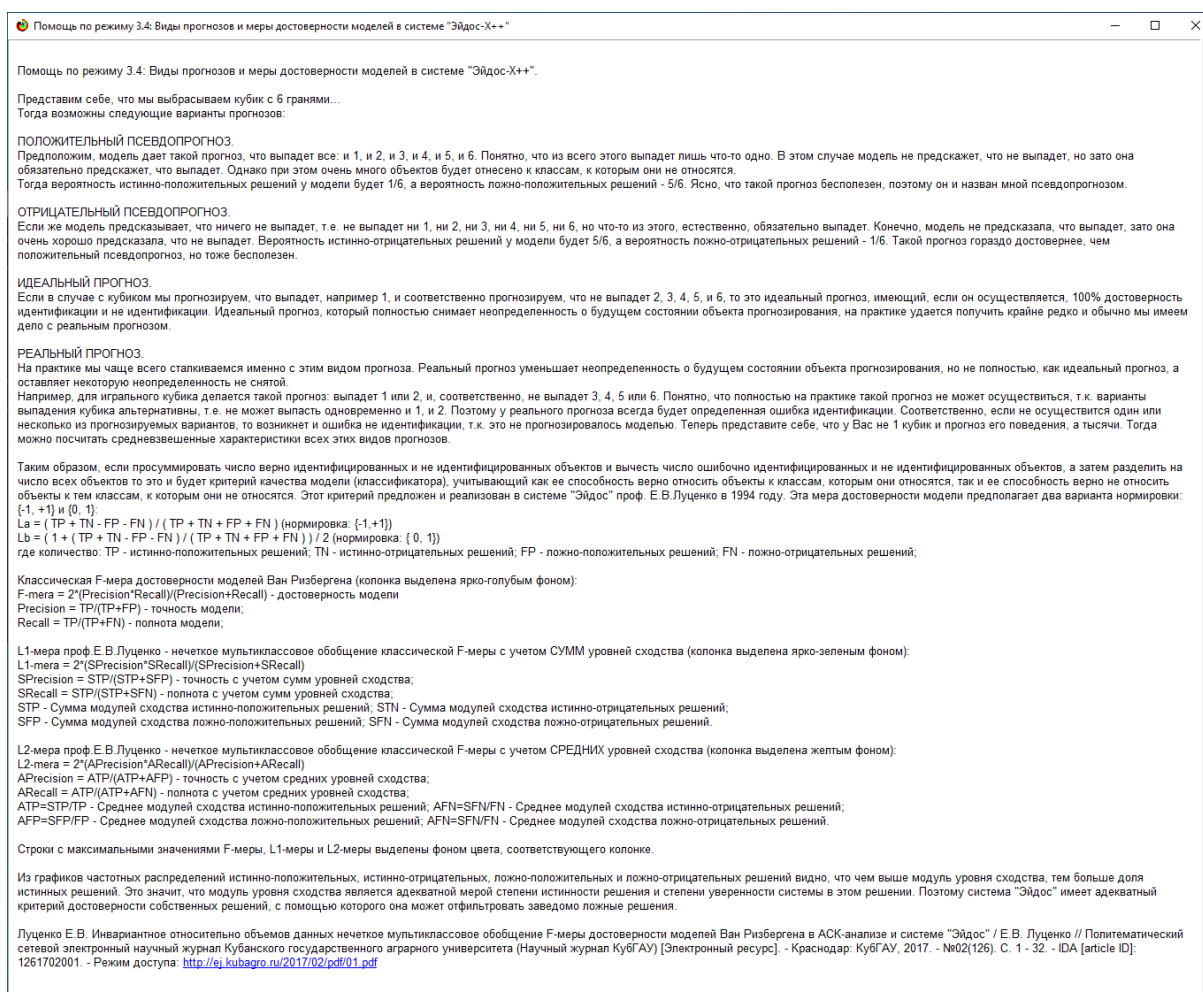 Помощь по режиму 3.4: Виды прогнозов и меры достоверности моделей в системе "Эйдос-Х++"
Помощь по режиму 3.4: Виды прогнозов и меры достоверности моделей в системе "Эйдос-Х++".
Представим себе, что мы выбрасываем кубик с 6 гранями...
Тогда возможны следующие варианты прогнозов:
ПОЛОЖИТЕЛЬНЫЙ ПСЕВДОПРОГНОЗ.
Предположим, модель дает такой прогноз, что выпадет все: и 1, и 2, и 3, и 4, и 5, и 6. Понятно, что из всего этого выпадет лишь что-то одно. В этом случае модель не предскажет, что не выпадет, но зато она
обязательно предскажет, что выпадет. Однако при этом очень много объектов будет отнесено к классам, к которым они не относятся.
Тогда вероятность истинно-положительных решений у модели будет 1/6, а вероятность ложно-положительных решений - 5/6. Ясно, что такой прогноз бесполезен, поэтому он и назван мной псевдопрогнозом.
ОТРИЦАТЕЛЬНЫЙ ПСЕВДОПРОГНОЗ.
Если же модель предсказывает, что ничего не выпадет, т.е. не выпадет ни 1, ни 2, ни 3, ни 4, ни 5, ни 6, но что-то из этого, естественно, обязательно выпадет. Конечно, модель не предсказала, что выпадет, зато она
очень хорошо предсказала, что не выпадет. Вероятность истинно-отрицательных решений у модели будет 5/6, а вероятность ложно-отрицательных решений - 1/6. Такой прогноз гораздо достовернее, чем
положительный псевдопрогноз, но тоже бесполезен.
ИДЕАЛЬНЫЙ ПРОГНОЗ.
Если в случае с кубиком мы прогнозируем, что выпадет, например 1, и соответственно прогнозируем, что не выпадет 2, 3, 4, 5, и 6, то это идеальный прогноз, имеющий, если он осуществляется, 100% достоверность
идентификации и не идентификации. Идеальный прогноз, который полностью снимает неопределенность о будущем состоянии объекта прогнозирования, на практике удается получить крайне редко и обычно мы имеем
дело с реальным прогнозом.
РЕАЛЬНЫЙ ПРОГНОЗ.
На практике мы чаще всего сталкиваемся именно с этим видом прогноза. Реальный прогноз уменьшает неопределенность о будущем состоянии объекта прогнозирования, но не полностью, как идеальный прогноз, а
оставляет некоторую неопределенность не снятой.
Например, для игрального кубика делается такой прогноз: выпадет 1 или 2, и, соответственно, не выпадет 3, 4, 5 или 6. Понятно, что полностью на практике такой прогноз не может осуществиться, т.к. варианты
выпадения кубика альтернативны, т.е. не может выпасть одновременно и 1, и 2. Поэтому у реального прогноза всегда будет определенная ошибка идентификации. Соответственно, если не осуществится один или
несколько из прогнозируемых вариантов, то возникнет и ошибка не идентификации, т.к. это не прогнозировалось моделью. Теперь представите себе, что у Вас не 1 кубик и прогноз его поведения, а тысячи. Тогда
можно посчитать средневзвешенные характеристики всех этих видов прогнозов.
Таким образом, если просуммировать число верно идентифицированных и не идентифицированных объектов и вычесть число ошибочно идентифицированных и не идентифицированных объектов, а затем разделить на
число всех объектов то это и будет критерий качества модели (классификатора), учитывающий как ее способность верно относить объекты к классам, которым они относятся, так и ее способность верно не относить
объекты к тем классам, к которым они не относятся. Этот критерий предложен и реализован в системе "Эйдос" проф. Е.В.Луценко в 1994 году. Эта мера достоверности модели предполагает два варианта нормировки:
{-1, +1} и {0, 1}:
La = ( TP + TN - FP - FN ) / ( TP + TN + FP + FN ) (нормировка: {-1,+1})
Lb = ( 1 + ( TP + TN - FP - FN ) / ( TP + TN + FP + FN ) ) / 2 (нормировка: { 0, 1})
где количество: TP - истинно-положительных решений; TN - истинно-отрицательных решений; FP - ложно-положительных решений; FN - ложно-отрицательных решений;
Классическая F-мера достоверности моделей Ван Ризбергена (колонка выделена ярко-голубым фоном):
F-mera = 2*(Precision*Recall)/(Precision+Recall) - достоверность модели
Precision = TP/(TP+FP) - точность модели;
Recall = TP/(TP+FN) - полнота модели;
L1-мера проф.Е.В.Луценко - нечеткое мультиклассовое обобщение классической F-меры с учетом СУММ уровней сходства (колонка выделена ярко-зеленым фоном):
L1-mera = 2*(SPrecision*SRecall)/(SPrecision+SRecall)
SPrecision = STP/(STP+SFP) - точность с учетом сумм уровней сходства;
SRecall = STP/(STP+SFN) - полнота с учетом сумм уровней сходства;
STP - Сумма модулей сходства истинно-положительных решений; STN - Сумма модулей сходства истинно-отрицательных решений;
SFP - Сумма модулей сходства ложно-положительных решений; SFN - Сумма модулей сходства ложно-отрицательных решений.
L2-мера проф.Е.В.Луценко - нечеткое мультиклассовое обобщение классической F-меры с учетом СРЕДНИХ уровней сходства (колонка выделена желтым фоном):
L2-mera = 2*(APrecision*ARecall)/(APrecision+ARecall)
APrecision = ATP/(ATP+AFP) - точность с учетом средних уровней сходства;
ARecall = ATP/(ATP+AFN) - полнота с учетом средних уровней сходства;
ATP=STP/TP - Среднее модулей сходства истинно-положительных решений; AFN=SFN/FN - Среднее модулей сходства истинно-отрицательных решений;
AFP=SFP/FP - Среднее модулей сходства ложно-положительных решений; AFN=SFN/FN - Среднее модулей сходства ложно-отрицательных решений.
Строки с максимальными значениями F-меры, L1-меры и L2-меры выделены фоном цвета, соответствующего колонке.
Из графиков частотных распределений истинно-положительных, истинно-отрицательных, ложно-положительных и ложно-отрицательных решений видно, что чем выше модуль уровня сходства, тем больше доля
истинных решений. Это значит, что модуль уровня сходства является адекватной мерой степени истинности решения и степени уверенности системы в этом решении. Поэтому система "Эйдос" имеет адекватный
критерий достоверности собственных решений, с помощью которого она может отфильтровать заведомо ложные решения.
Луценко Е.В. Инвариантное относительно объемов данных нечеткое мультиклассовое обобщение F-меры достоверности моделей Ван Ризбергена в АСК-анализе и системе "Эйдос" / Е.В. Луценко // Политематический
сетевой электронный научный журнал Кубанского государственного аграрного университета (Научный журнал КубГАУ) [Электронный ресурс]. - Краснодар: КубГАУ, 2017. - №02(126). С. 1 - 32. - IDA [article ID]:
1261702001. - Режим доступа: http://ej.kubagro.ru/2017/02/pdf/01.pdf